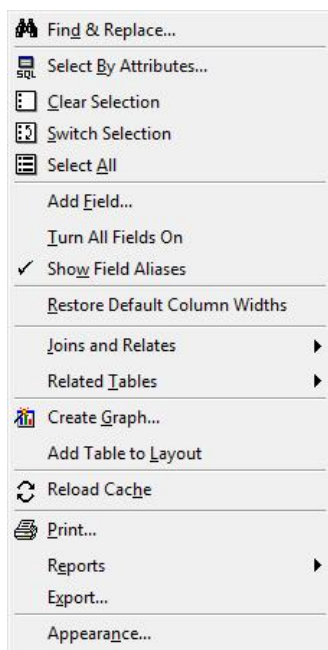 Find & Replace...
SQL
Select By Attributes...
Clear Selection
Switch Selection
Select All
Add Field...
Turn All Fields On
Show Field Aliases
Restore Default Column Widths
Joins and Relates
Related Tables
Create Graph...
Add Table to Layout
Reload Cache
Print...
Reports
Export...
Appearance...